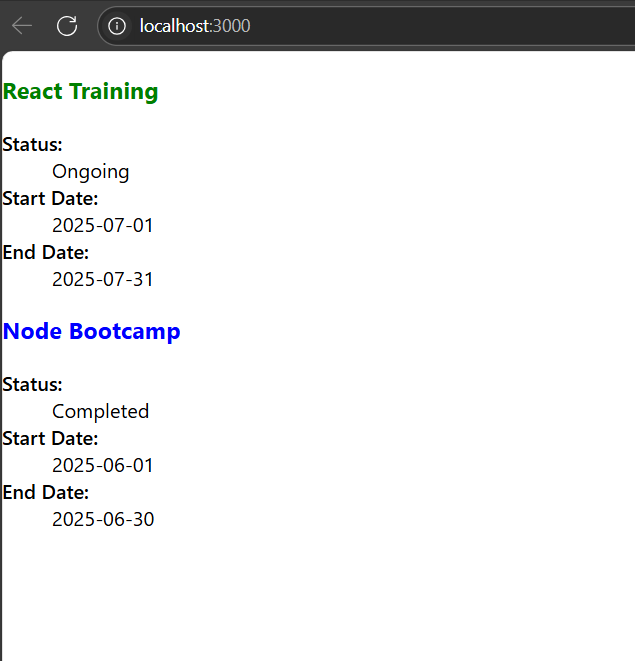 localhost:3000
React Training
Status:
Ongoing
Start Date:
2025-07-01
End Date:
2025-07-31
Node Bootcamp
Status:
Completed
Start Date:
2025-06-01
End Date:
2025-06-30